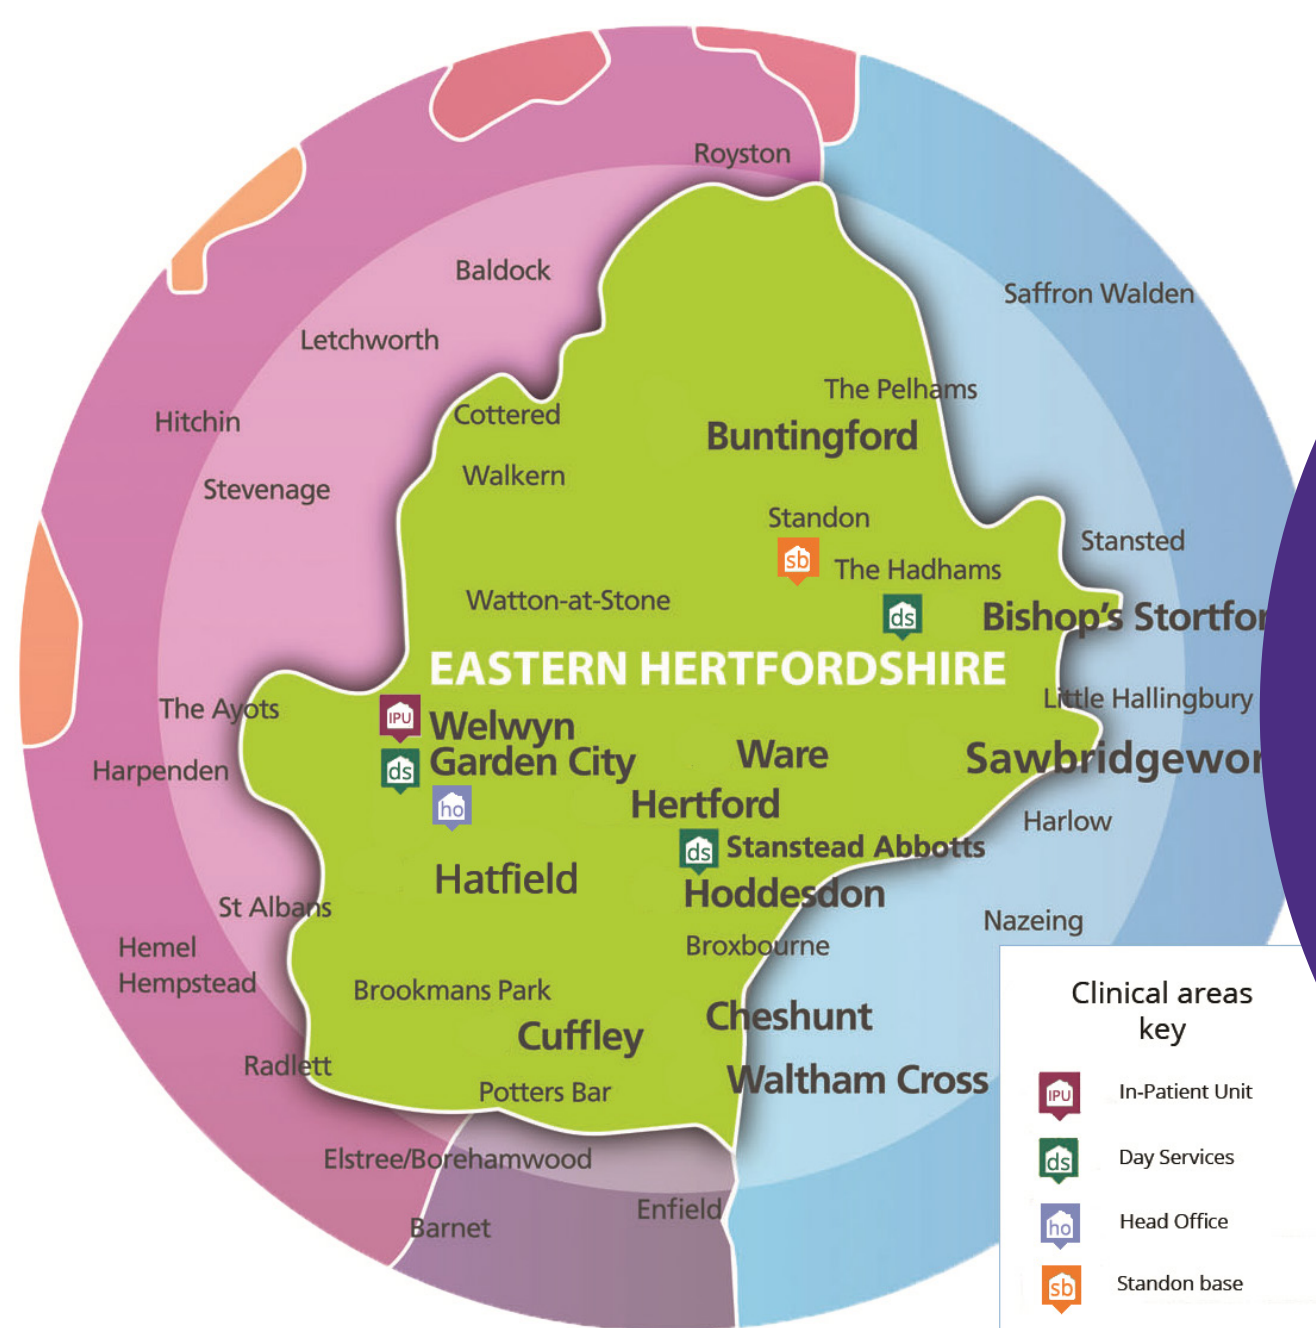 Royston
Baldock
Saffron Walden
Letchworth
The Pelhams
Cottered
Hitchin
Buntingford
Walkern
Stevenage
Standon
Stansted
sb
The Hadhams
Watton-at-Stone
ds
Bishop's Stortfor
EASTERN HERTFORDSHIRE
Little Hallingbury
The Ayots
IPU
Welwyn
Garden City
ds
Ware
Sawbridgewor
Harpenden
ho
Hertford
Harlow
ds
Stanstead Abbotts
Hatfield
Hoddesdon
St Albans
Nazeing
Hemel
Hempstead
Broxbourne
Brookmans Park
Cheshunt
Cuffley
Radlett
Waltham Cross
Potters Bar
Elstree/Borehamwood
Enfield
Barnet
Clinical areas
key
IPU In-Patient Unit
ds Day Services
ho Head Office
sb Standon base